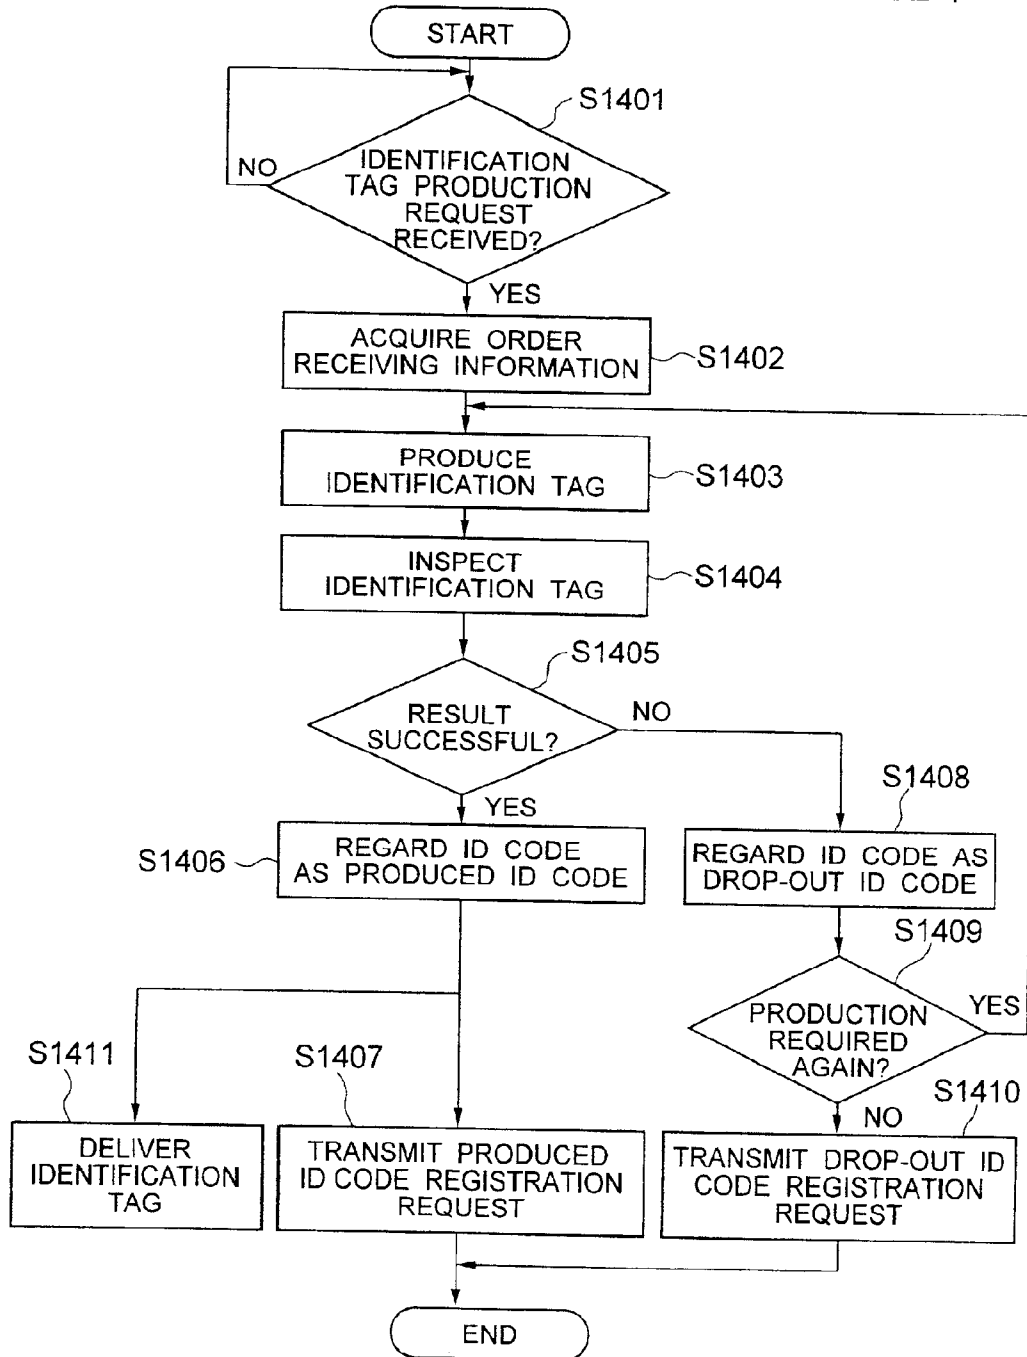 START
S1401
NO
IDENTIFICATION
TAG PRODUCTION
REQUEST
RECEIVED?
YES
ACQUIRE ORDER
RECEIVING INFORMATION
S1402
PRODUCE
IDENTIFICATION TAG
S1403
INSPECT
IDENTIFICATION TAG
S1404
S1405
RESULT
SUCCESSFUL?
NO
YES
S1408
S1406
REGARD ID CODE
AS PRODUCED ID CODE
REGARD ID CODE AS
DROP-OUT ID CODE
S1409
PRODUCTION
REQUIRED
AGAIN?
YES
NO
S1411
S1407
S1410
DELIVER
IDENTIFICATION
TAG
TRANSMIT PRODUCED
ID CODE REGISTRATION
REQUEST
TRANSMIT DROP-OUT ID
CODE REGISTRATION
REQUEST
END